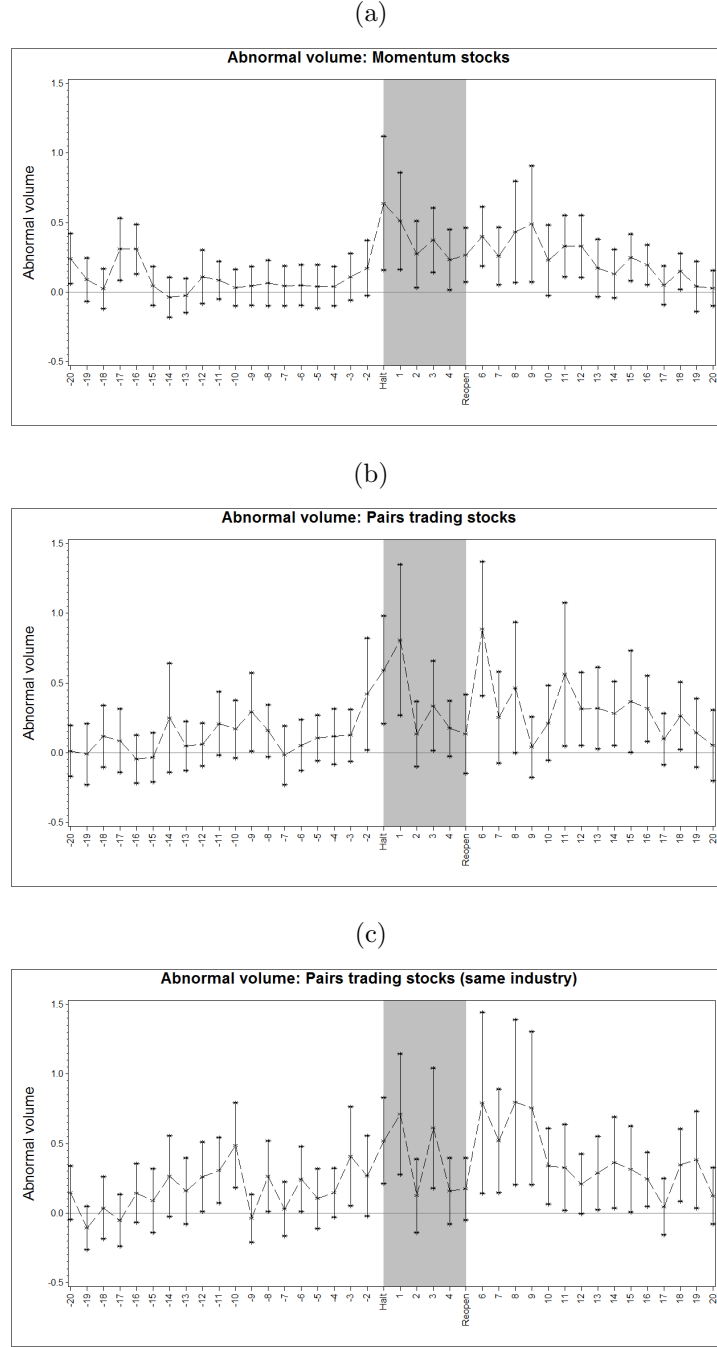 (a)
Abnormal volume: Momentum stocks
Abnormal volume
1.5
1.0
0.5
0.0
-0.5
-20 -19 -18 -17 -16 -15 -14 -13 -12 -11 -10 -9 -8 -7 -6 -5 -4 -3 -2 Halt 1 2 3 4 Reopen 6 7 8 9 10 11 12 13 14 15 16 17 18 19 20
(b)
Abnormal volume: Pairs trading stocks
Abnormal volume
1.5
1.0
0.5
0.0
-0.5
-20 -19 -18 -17 -16 -15 -14 -13 -12 -11 -10 -9 -8 -7 -6 -5 -4 -3 -2 Halt 1 2 3 4 Reopen 6 7 8 9 10 11 12 13 14 15 16 17 18 19 20
(c)
Abnormal volume: Pairs trading stocks (same industry)
Abnormal volume
1.5
1.0
0.5
0.0
-0.5
-20 -19 -18 -17 -16 -15 -14 -13 -12 -11 -10 -9 -8 -7 -6 -5 -4 -3 -2 Halt 1 2 3 4 Reopen 6 7 8 9 10 11 12 13 14 15 16 17 18 19 20